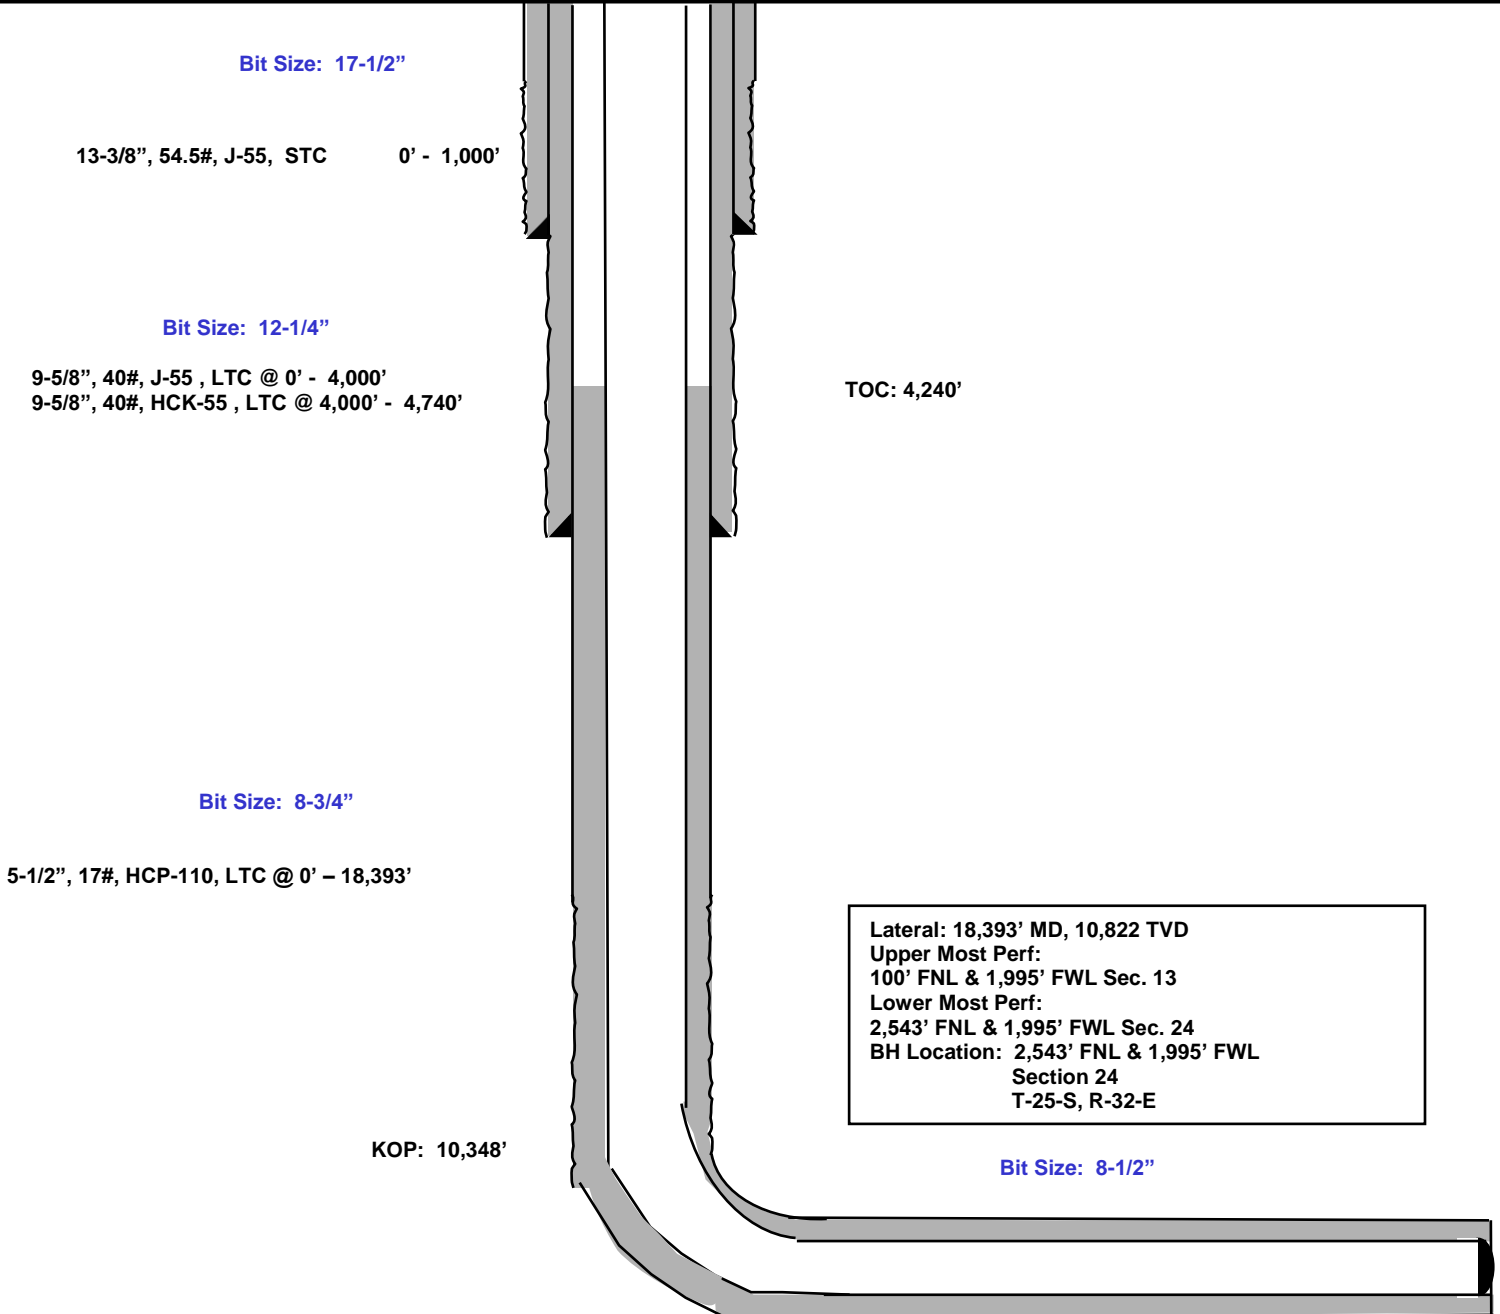 Bit Size: 17-1/2”
13-3/8”, 54.5#, J-55, STC 0’ - 1,000’
Bit Size: 12-1/4”
9-5/8”, 40#, J-55 , LTC @ 0’ - 4,000’
9-5/8”, 40#, HCK-55 , LTC @ 4,000’ - 4,740’
TOC: 4,240’
Bit Size: 8-3/4”
5-1/2”, 17#, HCP-110, LTC @ 0’ – 18,393’
Lateral: 18,393’ MD, 10,822 TVD
Upper Most Perf:
100’ FNL & 1,995’ FWL Sec. 13
Lower Most Perf:
2,543’ FNL & 1,995’ FWL Sec. 24
BH Location: 2,543’ FNL & 1,995’ FWL
Section 24
T-25-S, R-32-E
KOP: 10,348’
Bit Size: 8-1/2”